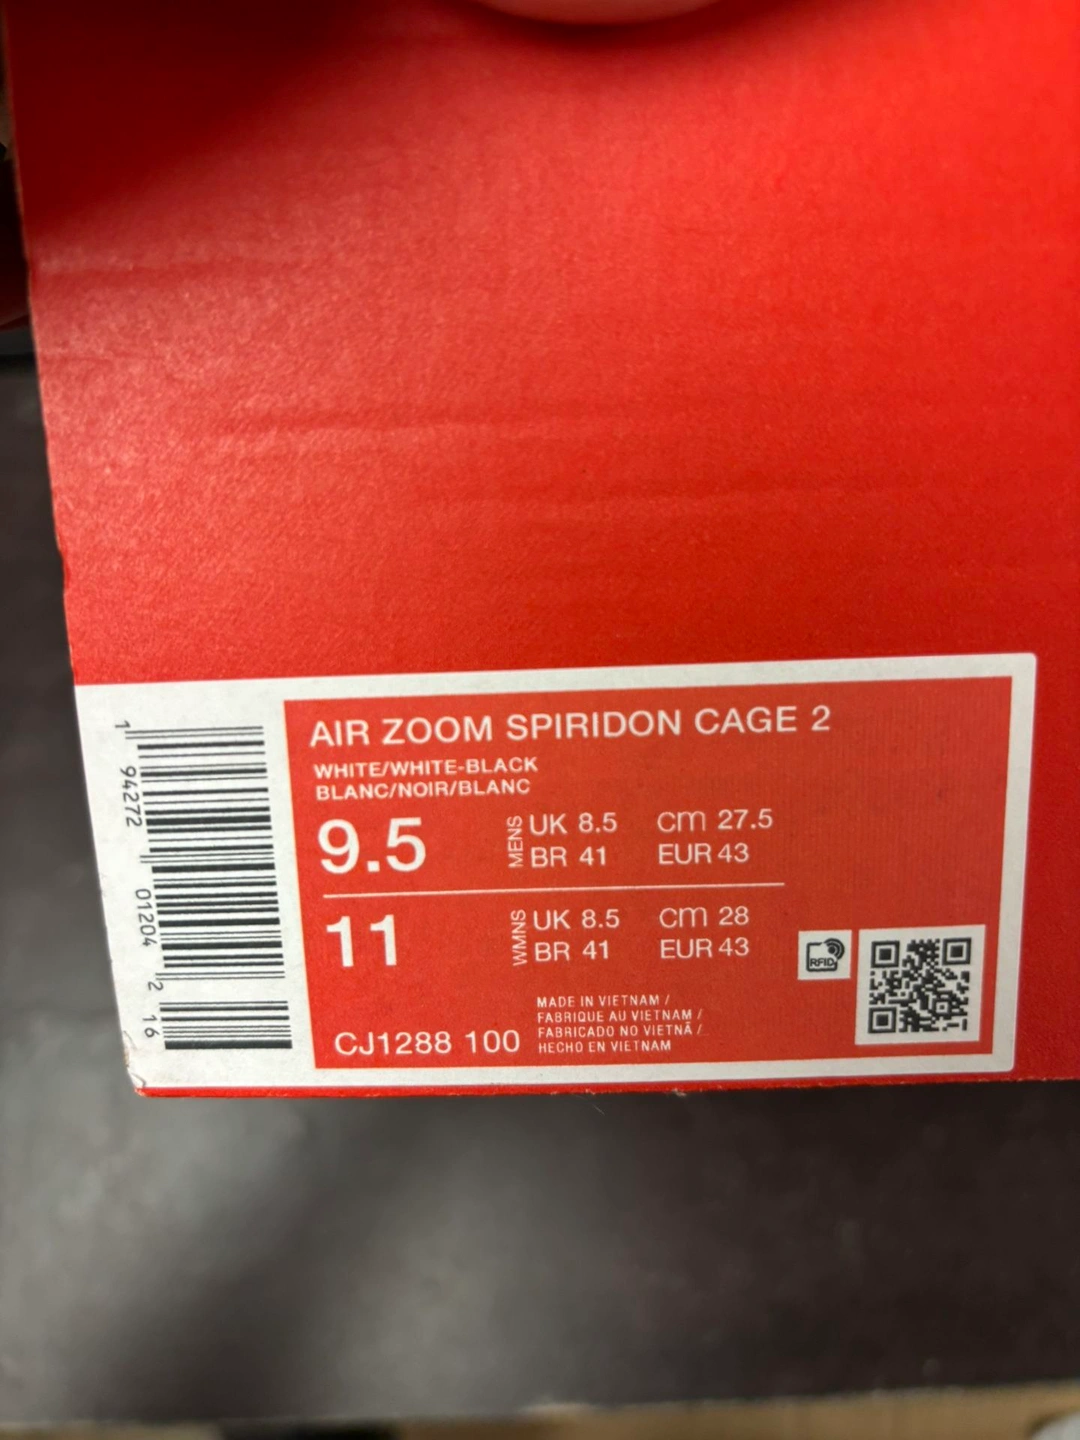 AIR ZOOM SPIRIDON CAGE 2
WHITE/WHITE-BLACK
BLANC/NOIR/BLANC
9.5 MENS UK 8.5 CM 27.5
BR 41 EUR 43
11 WMNS UK 8.5 CM 28
BR 41 EUR 43
CJ1288 100
MADE IN VIETNAM /
FABRIQUE AU VIETNAM /
FABRICADO NO VIETNÃ /
HECHO EN VIETNAM
RFID
1 94272 01204 2 16